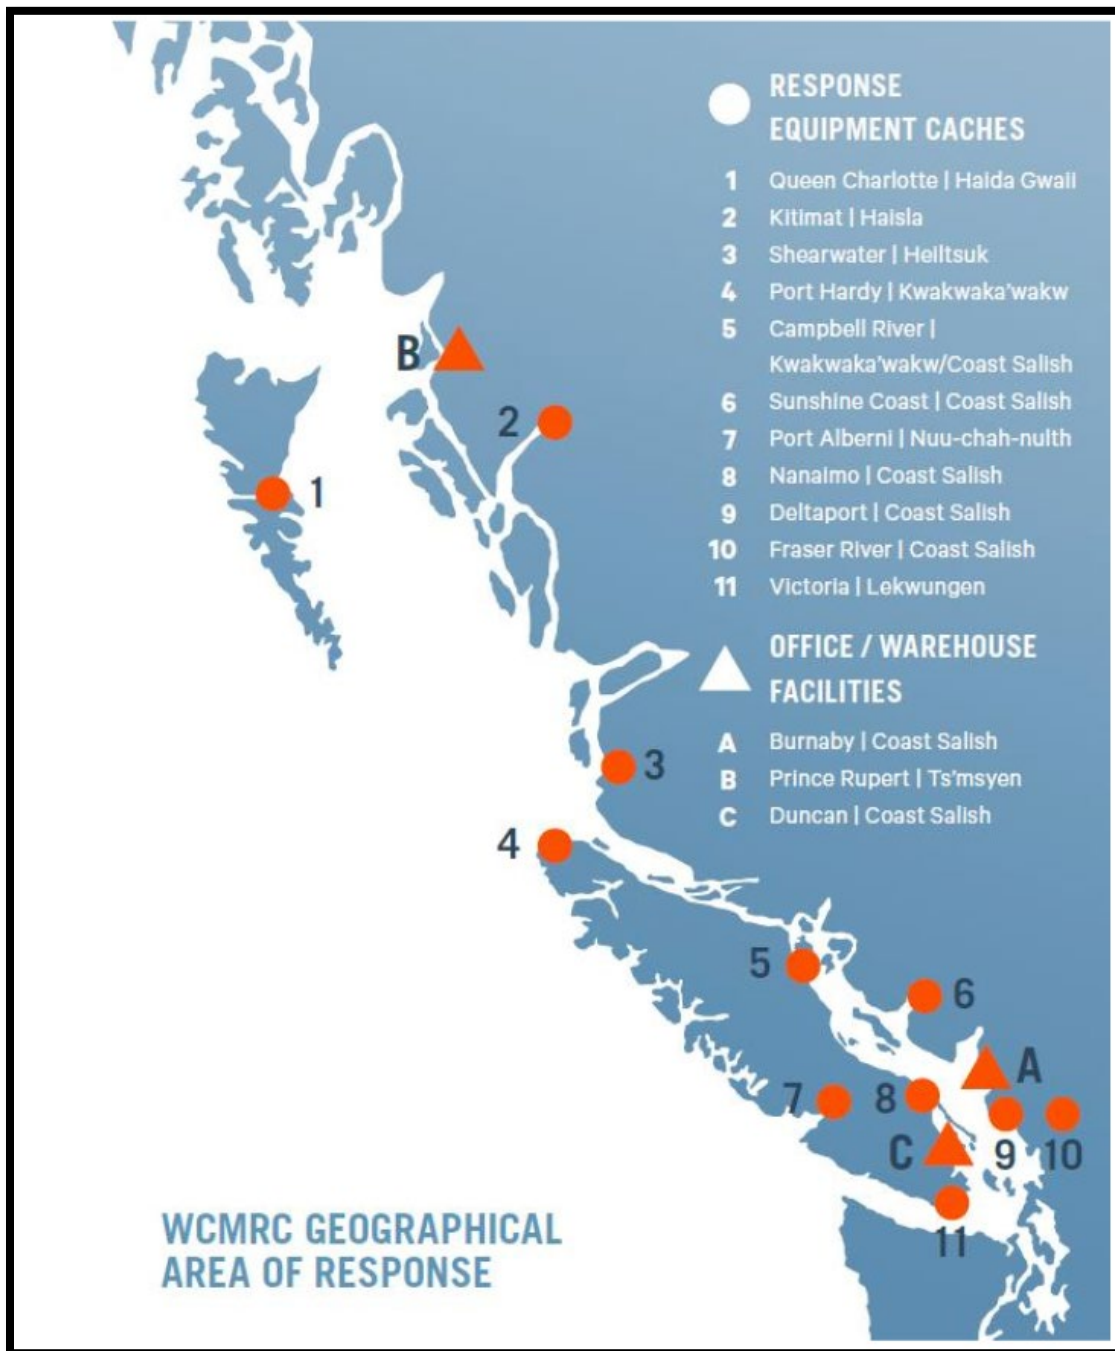 RESPONSE
EQUIPMENT CACHES
1 Queen Charlotte | Haida Gwaii
2 Kitimat | Haisla
3 Shearwater | Heiltsuk
4 Port Hardy | Kwakwaka'wakw
5 Campbell River |
Kwakwaka'wakw/Coast Salish
6 Sunshine Coast | Coast Salish
7 Port Alberni | Nuu-chah-nulth
8 Nanaimo | Coast Salish
9 Deltaport | Coast Salish
10 Fraser River | Coast Salish
11 Victoria | Lekwungen
OFFICE / WAREHOUSE
FACILITIES
A Burnaby | Coast Salish
B Prince Rupert | Ts'msyen
C Duncan | Coast Salish
B
2
1
3
4
5
6
A
7
8
C
9
10
11
WCMRC GEOGRAPHICAL
AREA OF RESPONSE